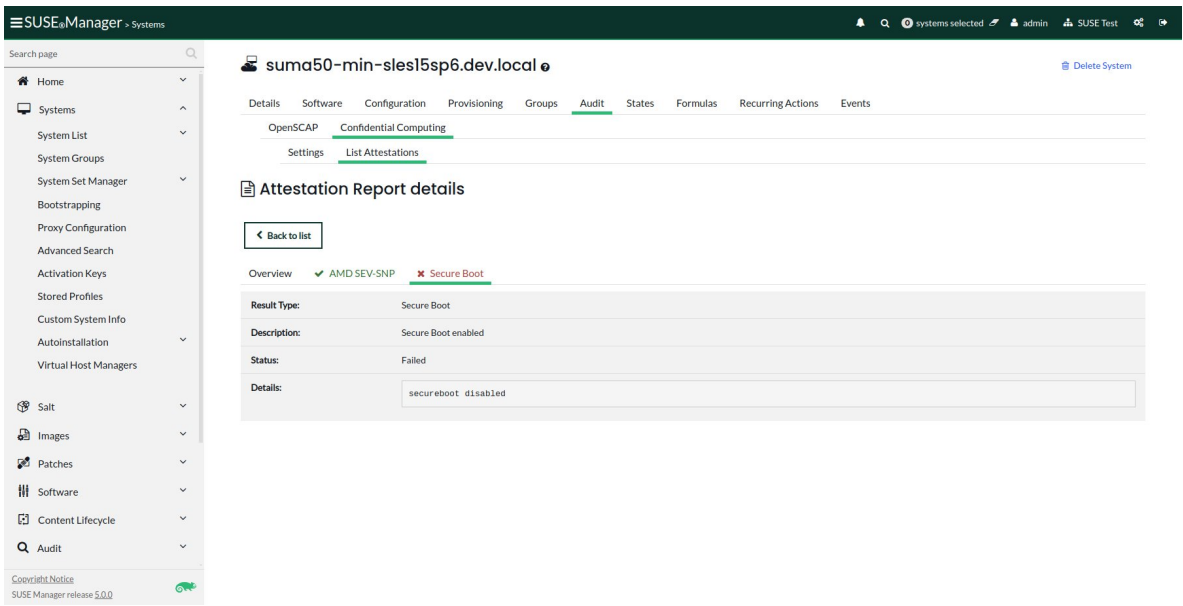 SUSE®Manager > Systems
0 systems selected admin SUSE Test
Search page
Home
Systems
System List
System Groups
System Set Manager
Bootstrapping
Proxy Configuration
Advanced Search
Activation Keys
Stored Profiles
Custom System Info
Autoinstallation
Virtual Host Managers
Salt
Images
Patches
Software
Content Lifecycle
Audit
Copyright Notice
SUSE Manager release 5.0.0
suma50-min-sles15sp6.dev.local
Delete System
Details Software Configuration Provisioning Groups Audit States Formulas Recurring Actions Events
OpenSCAP Confidential Computing
Settings List Attestations
Attestation Report details
Back to list
Overview AMD SEV-SNP Secure Boot
Result Type: Secure Boot
Description: Secure Boot enabled
Status: Failed
Details: secureboot disabled